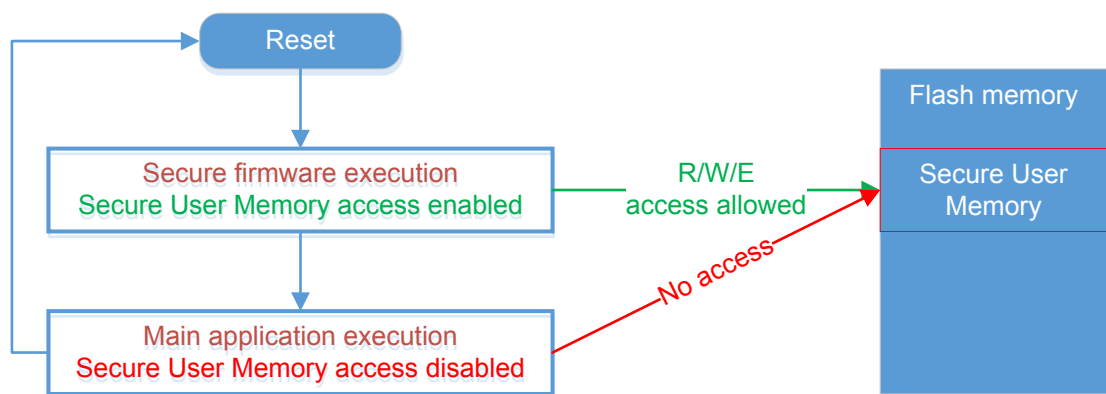 Reset
Flash memory
Secure firmware execution
Secure User Memory access enabled
R/W/E
access allowed
Secure User
Memory
No access
Main application execution
Secure User Memory access disabled